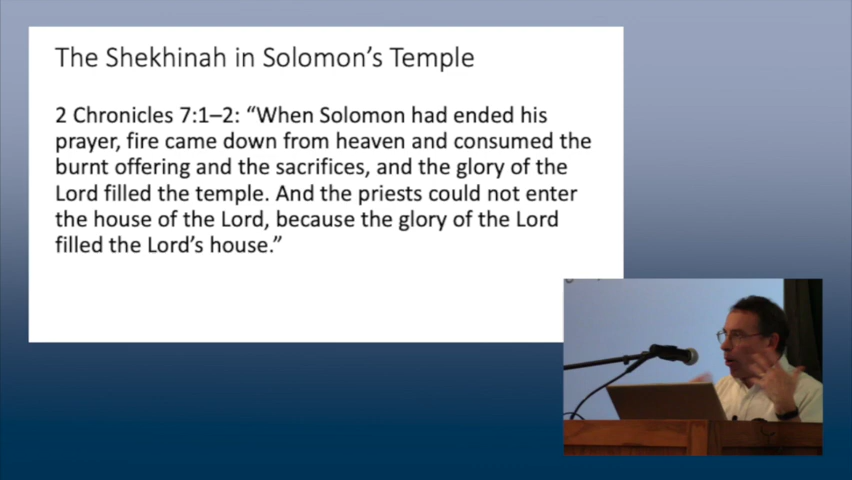 The Shekhinah in Solomon’s Temple
2 Chronicles 7:1–2: “When Solomon had ended his
prayer, fire came down from heaven and consumed the
burnt offering and the sacrifices, and the glory of the
Lord filled the temple. And the priests could not enter
the house of the Lord, because the glory of the Lord
filled the Lord’s house.”